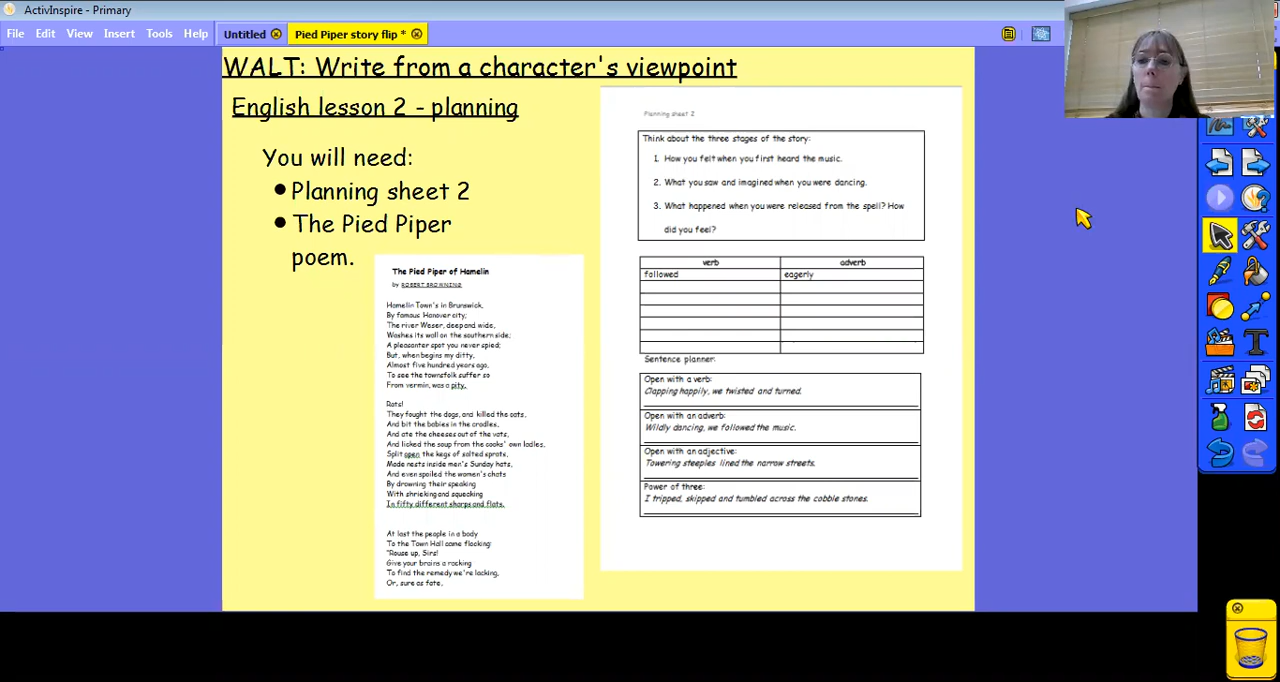 ActivInspire - Primary
File Edit View Insert Tools Help
Untitled
Pied Piper story flip *
WALT: Write from a character's viewpoint
English lesson 2 - planning
You will need:
Planning sheet 2
The Pied Piper
poem.
The Pied Piper of Hamelin
by ROBERT BROWNING
Hamelin Town's in Brunswick,
By famous Hanover city;
The river Weser, deep and wide,
Washes its wall on the southern side;
A pleasanter spot you never spied;
But, when begins my ditty,
Almost five hundred years ago,
To see the townsfolk suffer so
From vermin, was a pity.
Rats!
They fought the dogs, and killed the cats,
And bit the babies in the cradles,
And ate the cheeses out of the vats,
And licked the soup from the cooks' own ladles,
Split open the kegs of salted sprats,
Made nests inside men's Sunday hats,
And even spoiled the women's chats
By drowning their speaking
With shrieking and squeaking
In fifty different sharps and flats.
At last the people in a body
To the Town Hall came flocking:
"Rouse up, Sirs!
Give your brains a racking
To find the remedy we're lacking,
Or, sure as fate,
Planning sheet 2
Think about the three stages of the story:
1. How you felt when you first heard the music.
2. What you saw and imagined when you were dancing.
3. What happened when you were released from the spell? How
did you feel?
verb adverb
followed eagerly
Sentence planner:
Open with a verb:
Clapping happily, we twisted and turned.
Open with an adverb:
Wildly dancing, we followed the music.
Open with an adjective:
Towering steeples lined the narrow streets.
Power of three:
I tripped, skipped and tumbled across the cobble stones.